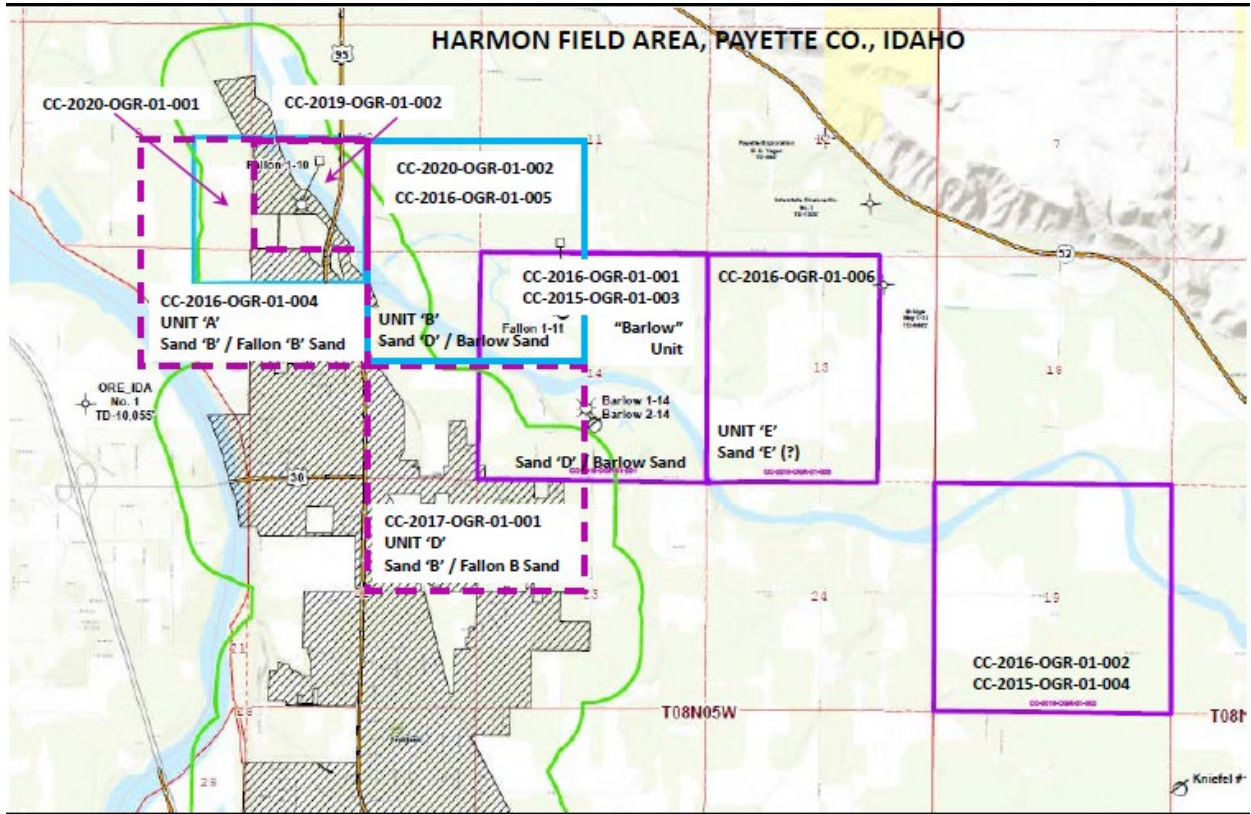 HARMON FIELD AREA, PAYETTE CO., IDAHO
95
CC-2020-OGR-01-001
CC-2019-OGR-01-002
11
12
7
Fallon 1-10
CC-2020-OGR-01-002
CC-2016-OGR-01-005
52
CC-2016-OGR-01-001
CC-2015-OGR-01-003
CC-2016-OGR-01-006
CC-2016-OGR-01-004
UNIT ‘A’
Sand ‘B’ / Fallon ‘B’ Sand
UNIT ‘B’
Sand ‘D’ / Barlow Sand
Fallon 1-11
“Barlow”
Unit
14
13
18
ORE_IDA
No. 1
TD-10,055'
Barlow 1-14
Barlow 2-14
UNIT ‘E’
Sand ‘E’ (?)
Sand ‘D’ / Barlow Sand
30
CC-2017-OGR-01-001
UNIT ‘D’
Sand ‘B’ / Fallon B Sand
23
24
19
21
CC-2016-OGR-01-002
CC-2015-OGR-01-004
T08N05W
28
Kniefel #